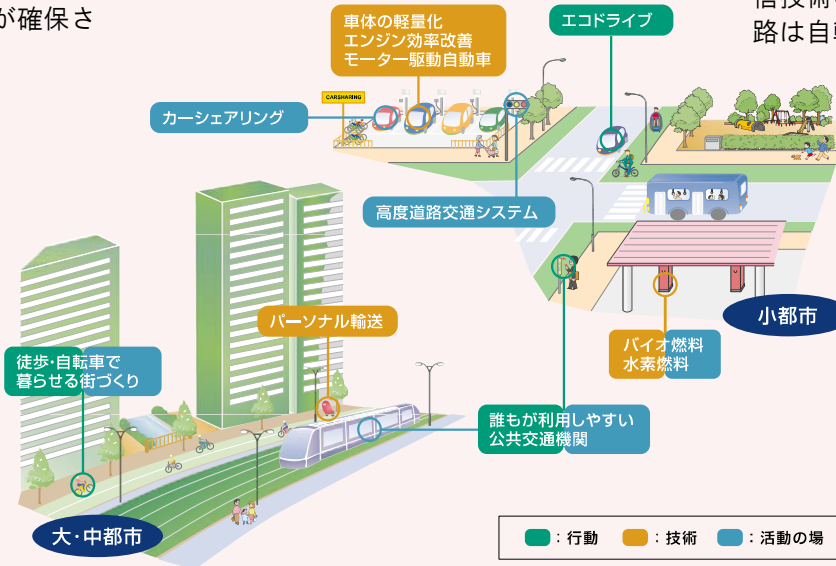 が確保さ
路は自転
車体の軽量化
エンジン効率改善
モーター駆動自動車
エコドライブ
CARSHARING
カーシェアリング
高度道路交通システム
小都市
パーソナル輸送
バイオ燃料
水素燃料
徒歩・自転車で
暮らせる街づくり
誰もが利用しやすい
公共交通機関
大・中都市
:行動
:技術
:活動の場